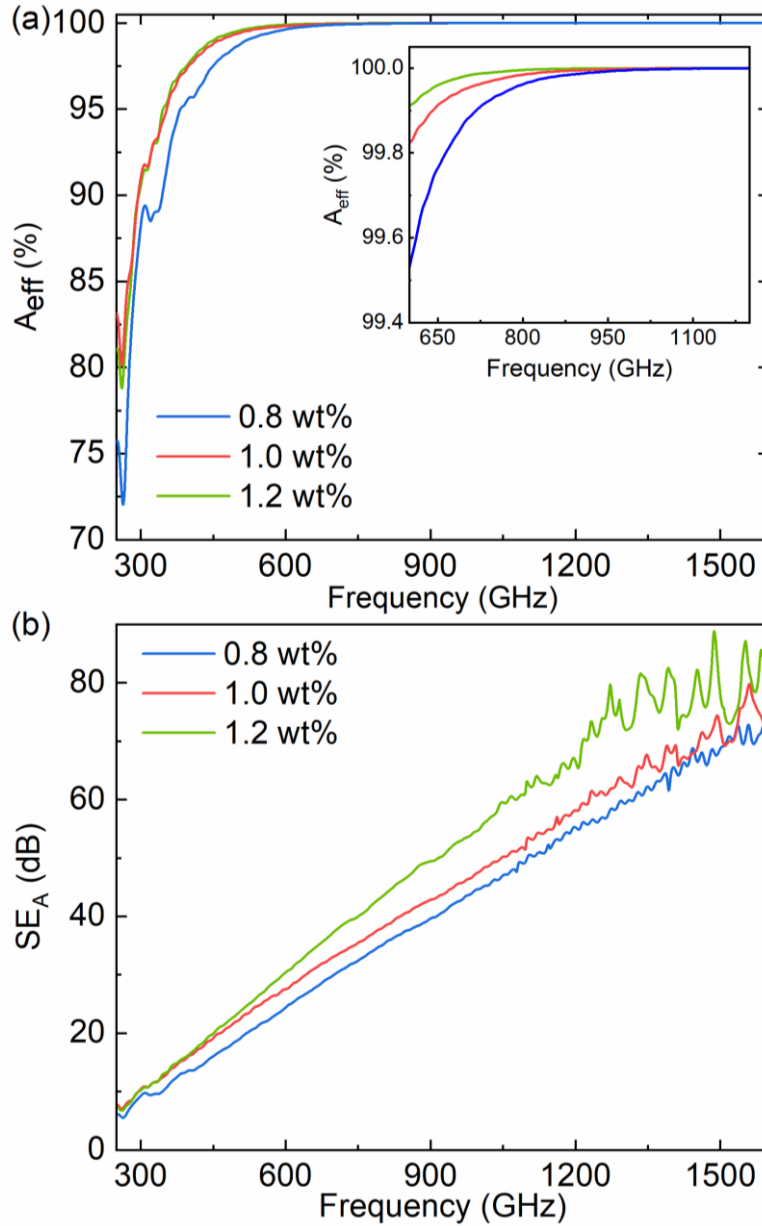 (a)
100
95
90
85
80
75
70
A_eff (%)
100.0
99.8
99.6
99.4
A_eff (%)
650 800 950 1100
Frequency (GHz)
0.8 wt%
1.0 wt%
1.2 wt%
300 600 900 1200 1500
Frequency (GHz)
(b)
80
60
40
20
0
SE_A (dB)
0.8 wt%
1.0 wt%
1.2 wt%
300 600 900 1200 1500
Frequency (GHz)